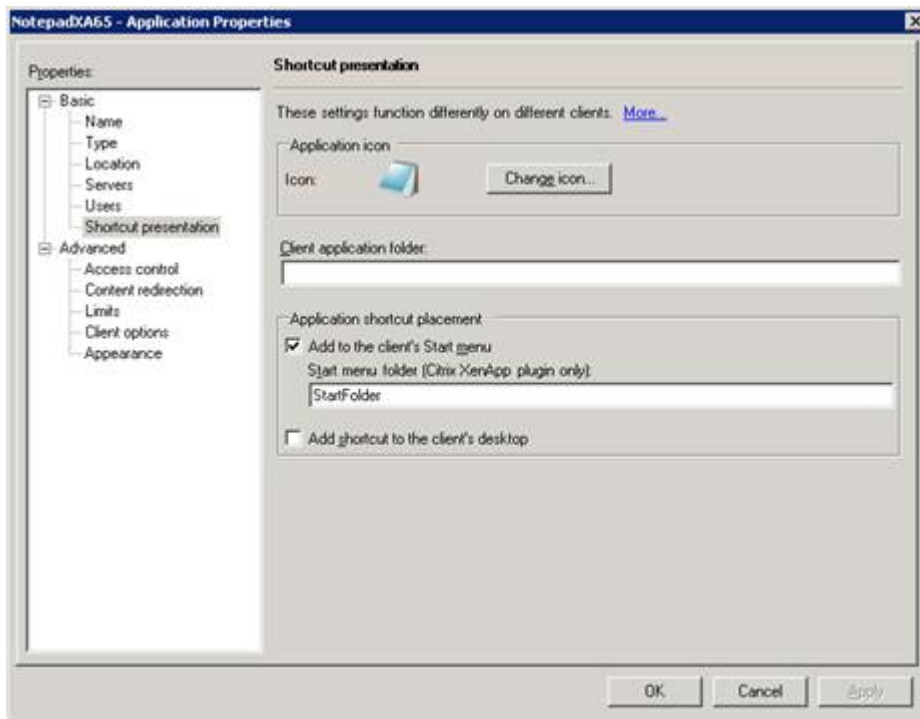 NotepadXA65 - Application Properties
Properties:
Basic
Name
Type
Location
Servers
Users
Shortcut presentation
Advanced
Access control
Content redirection
Limits
Client options
Appearance
Shortcut presentation
These settings function differently on different clients. More...
Application icon
Icon: Change icon...
Client application folder:
Application shortcut placement
Add to the client's Start menu
Start menu folder (Citrix XenApp plugin only):
StartFolder
Add shortcut to the client's desktop
OK Cancel Apply